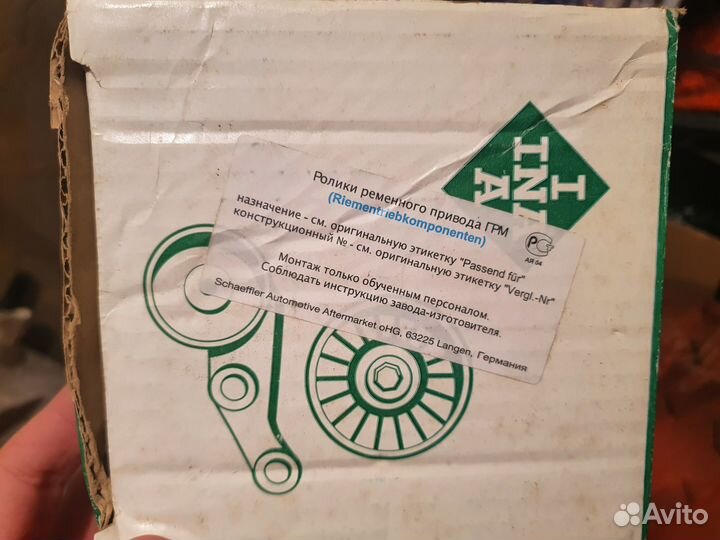 I
INA
A
Ролики ременного привода ГРМ
(Riementriebkomponenten)
назначение - см. оригинальную этикетку "Passend für"
конструкционный № - см. оригинальную этикетку "Vergl.-Nr"
Монтаж только обученным персоналом.
Соблюдать инструкцию завода-изготовителя.
Schaeffler Automotive Aftermarket oHG, 63225 Langen, Германия
АЯ 04
Avito